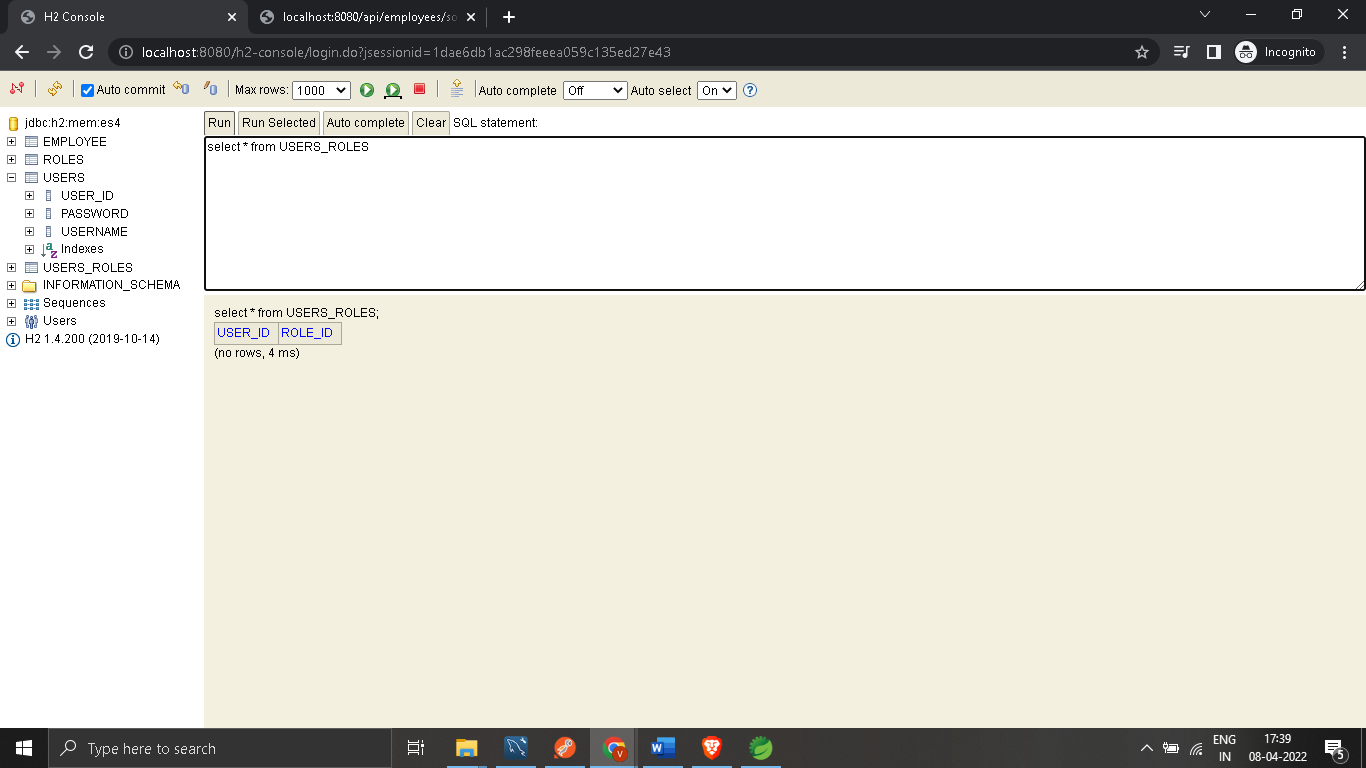 H2 Console
localhost:8080/api/employees/so
localhost:8080/h2-console/login.do?jsessionid=1dae6db1ac298feeea059c135ed27e43
Incognito
Auto commit
Max rows: 1000
Auto complete Off
Auto select On
jdbc:h2:mem:es4
EMPLOYEE
ROLES
USERS
USER_ID
PASSWORD
USERNAME
Indexes
USERS_ROLES
INFORMATION_SCHEMA
Sequences
Users
H2 1.4.200 (2019-10-14)
Run Run Selected Auto complete Clear SQL statement:
select * from USERS_ROLES
select * from USERS_ROLES;
USER_ID ROLE_ID
(no rows, 4 ms)
Type here to search
V
W
ENG
IN
17:39
08-04-2022
5